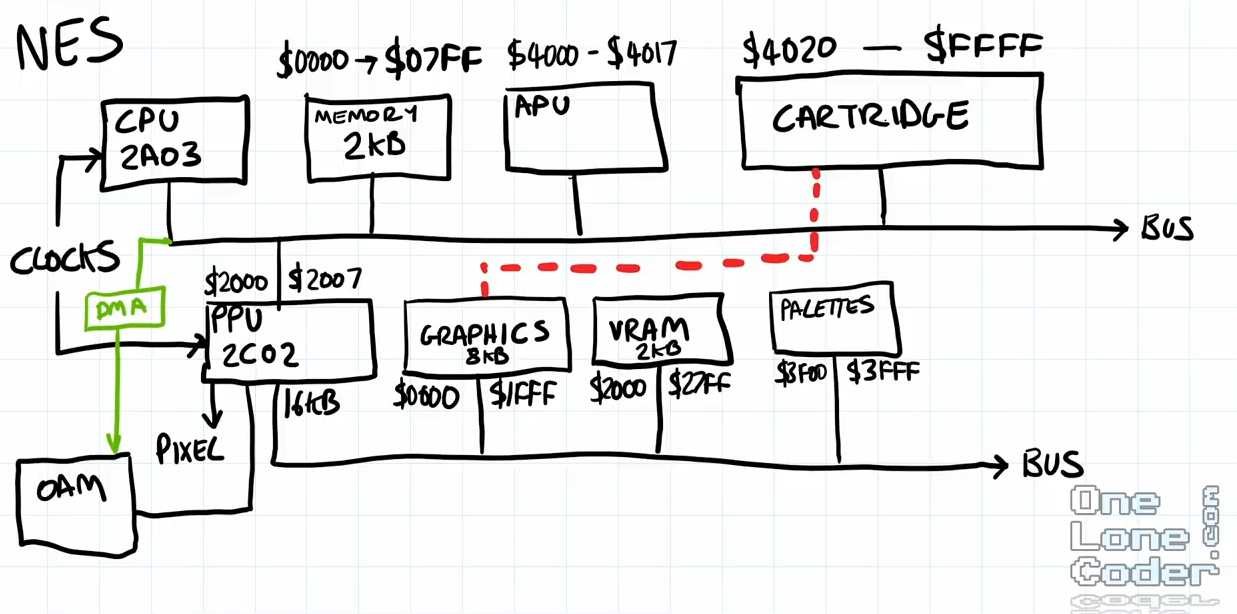 NES
$0000 → $07FF
$4000 - $4017
$4020 — $FFFF
CPU
2A03
MEMORY
2KB
APU
CARTRIDGE
BUS
CLOCKS
DMA
$2000
$2007
PPU
2C02
GRAPHICS
8KB
VRAM
2KB
PALETTES
$0000
$1FFF
$2000
$27FF
$3F00
$3FFF
16KB
PIXEL
OAM
BUS
One
Lone
Coder
.com